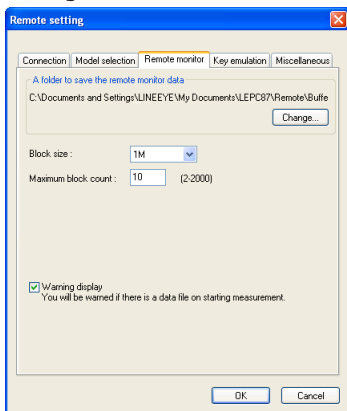 Remote setting
Connection Model selection Remote monitor Key emulation Miscellaneous
A folder to save the remote monitor data
C:\Documents and Settings\LINEEYE\My Documents\LEPC87\Remote\Buffe
Change...
Block size : 1M
Maximum block count : 10 (2-2000)
Warning display
You will be warned if there is a data file on starting measurement.
OK Cancel